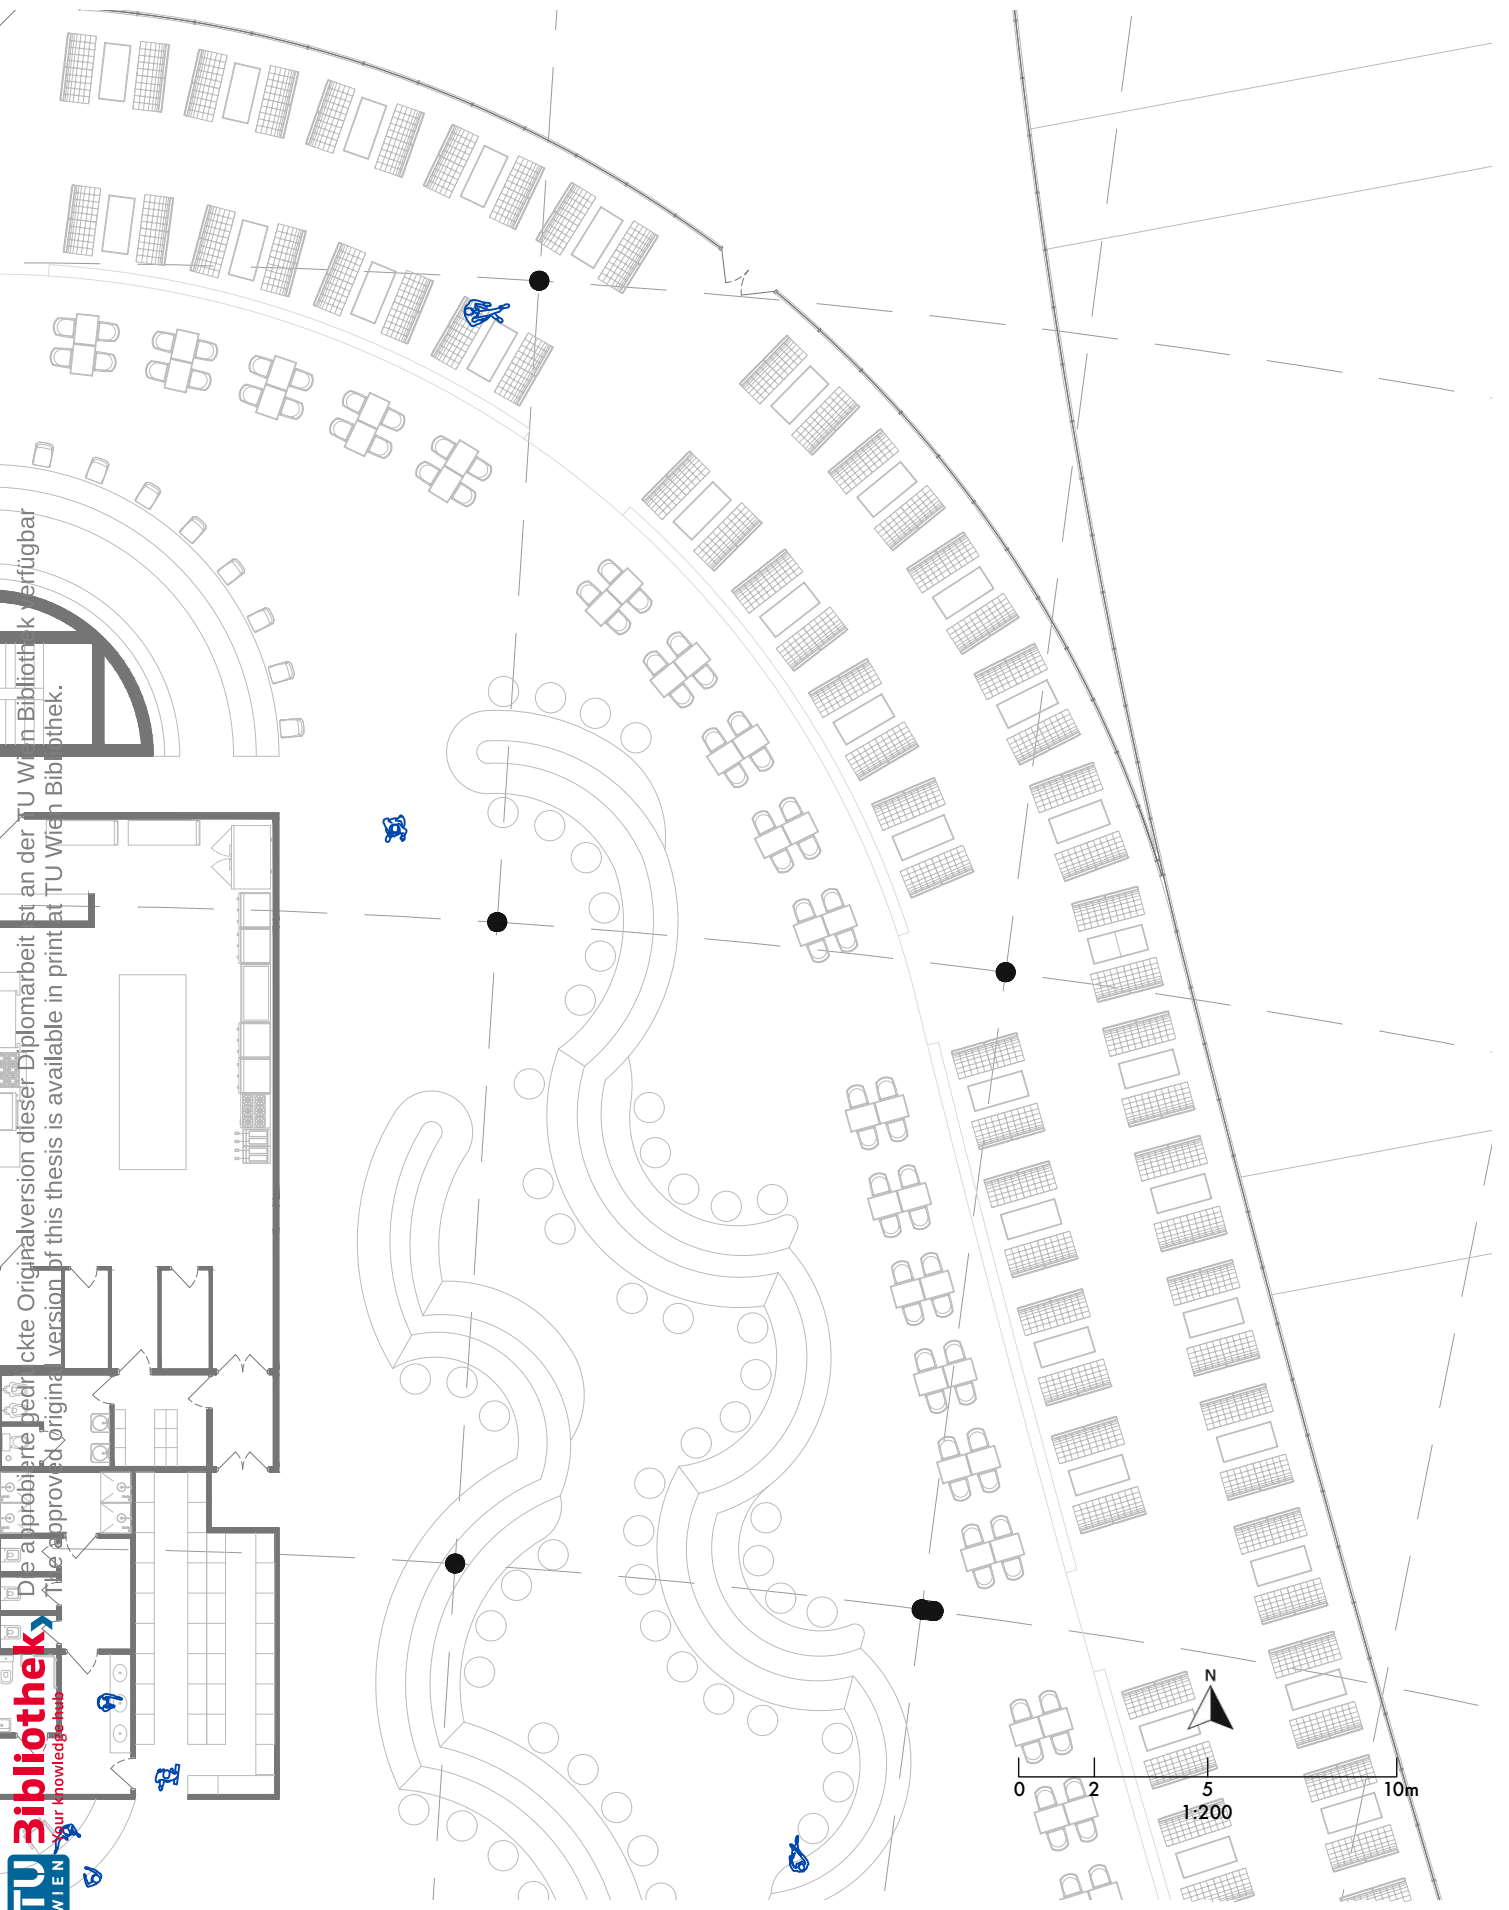 Die approbierte gedruckte Originalversion dieser Diplomarbeit ist an der TU Wien Bibliothek verfügbar
The approved original version of this thesis is available in print at TU Wien Bibliothek.
Bibliothek
Your knowledge hub
TU
WIEN
N
0 2 5 10m
1:200